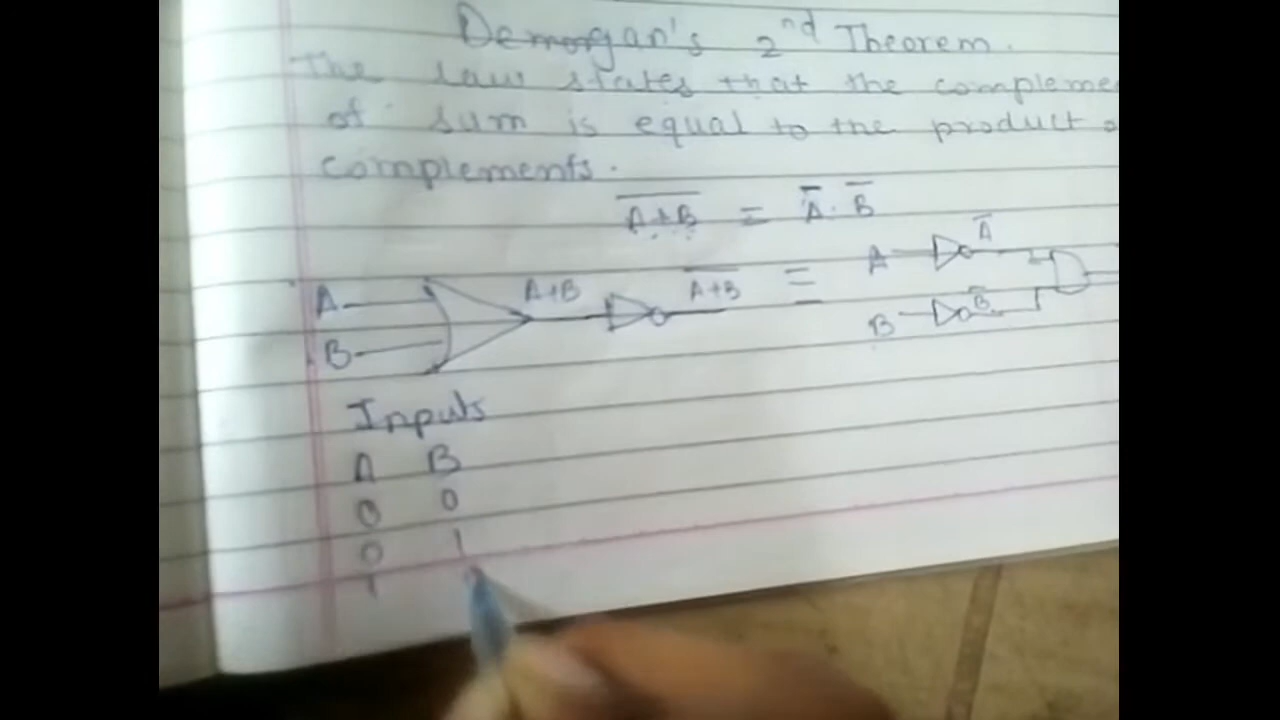 Demorgan's 2nd Theorem.
The law states that the compleme
of sum is equal to the product o
complements.
A̅+̅B̅ = A̅ . B̅
A B A+B A̅+̅B̅ = A A̅ B B̅
Inputs
A B
0 0
0 1
1